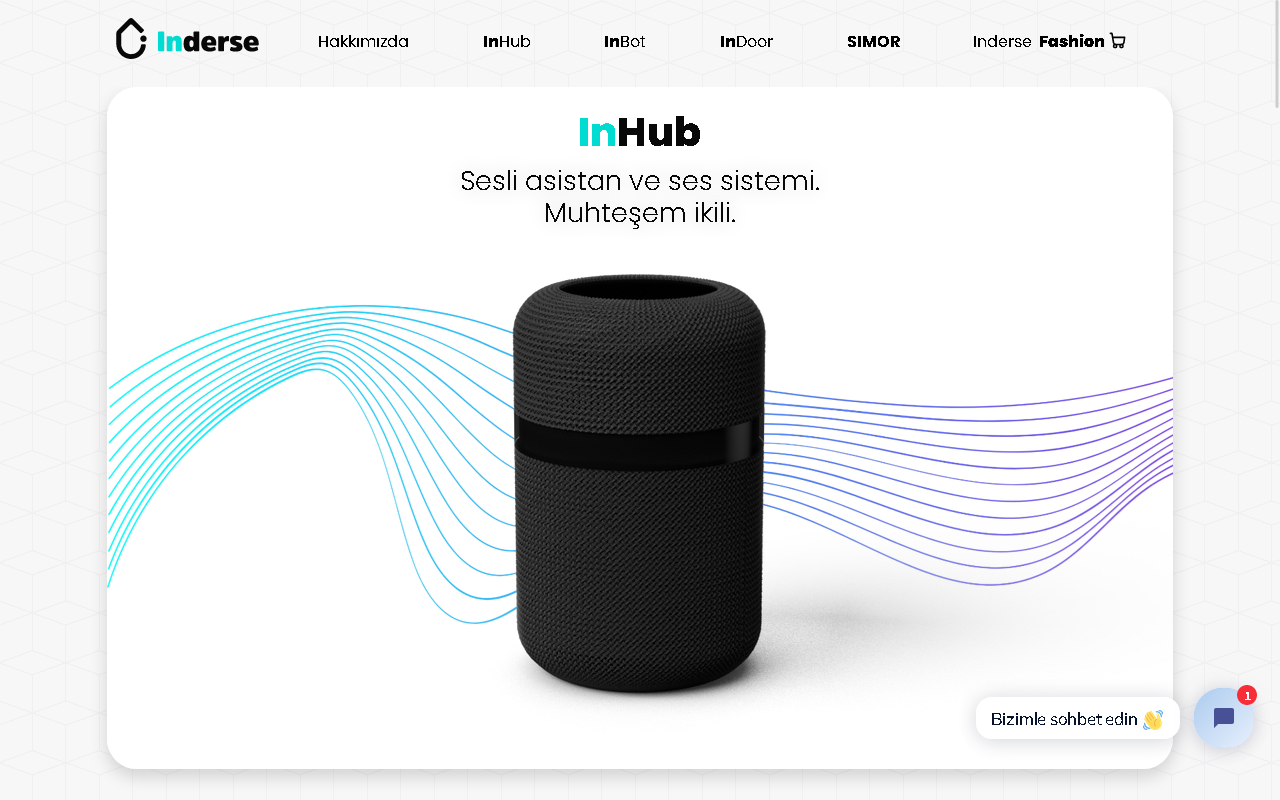 Inderse
Hakkımızda
InHub
InBot
InDoor
SIMOR
Inderse Fashion
InHub
Sesli asistan ve ses sistemi.
Muhteşem ikili.
1
Bizimle sohbet edin 👋